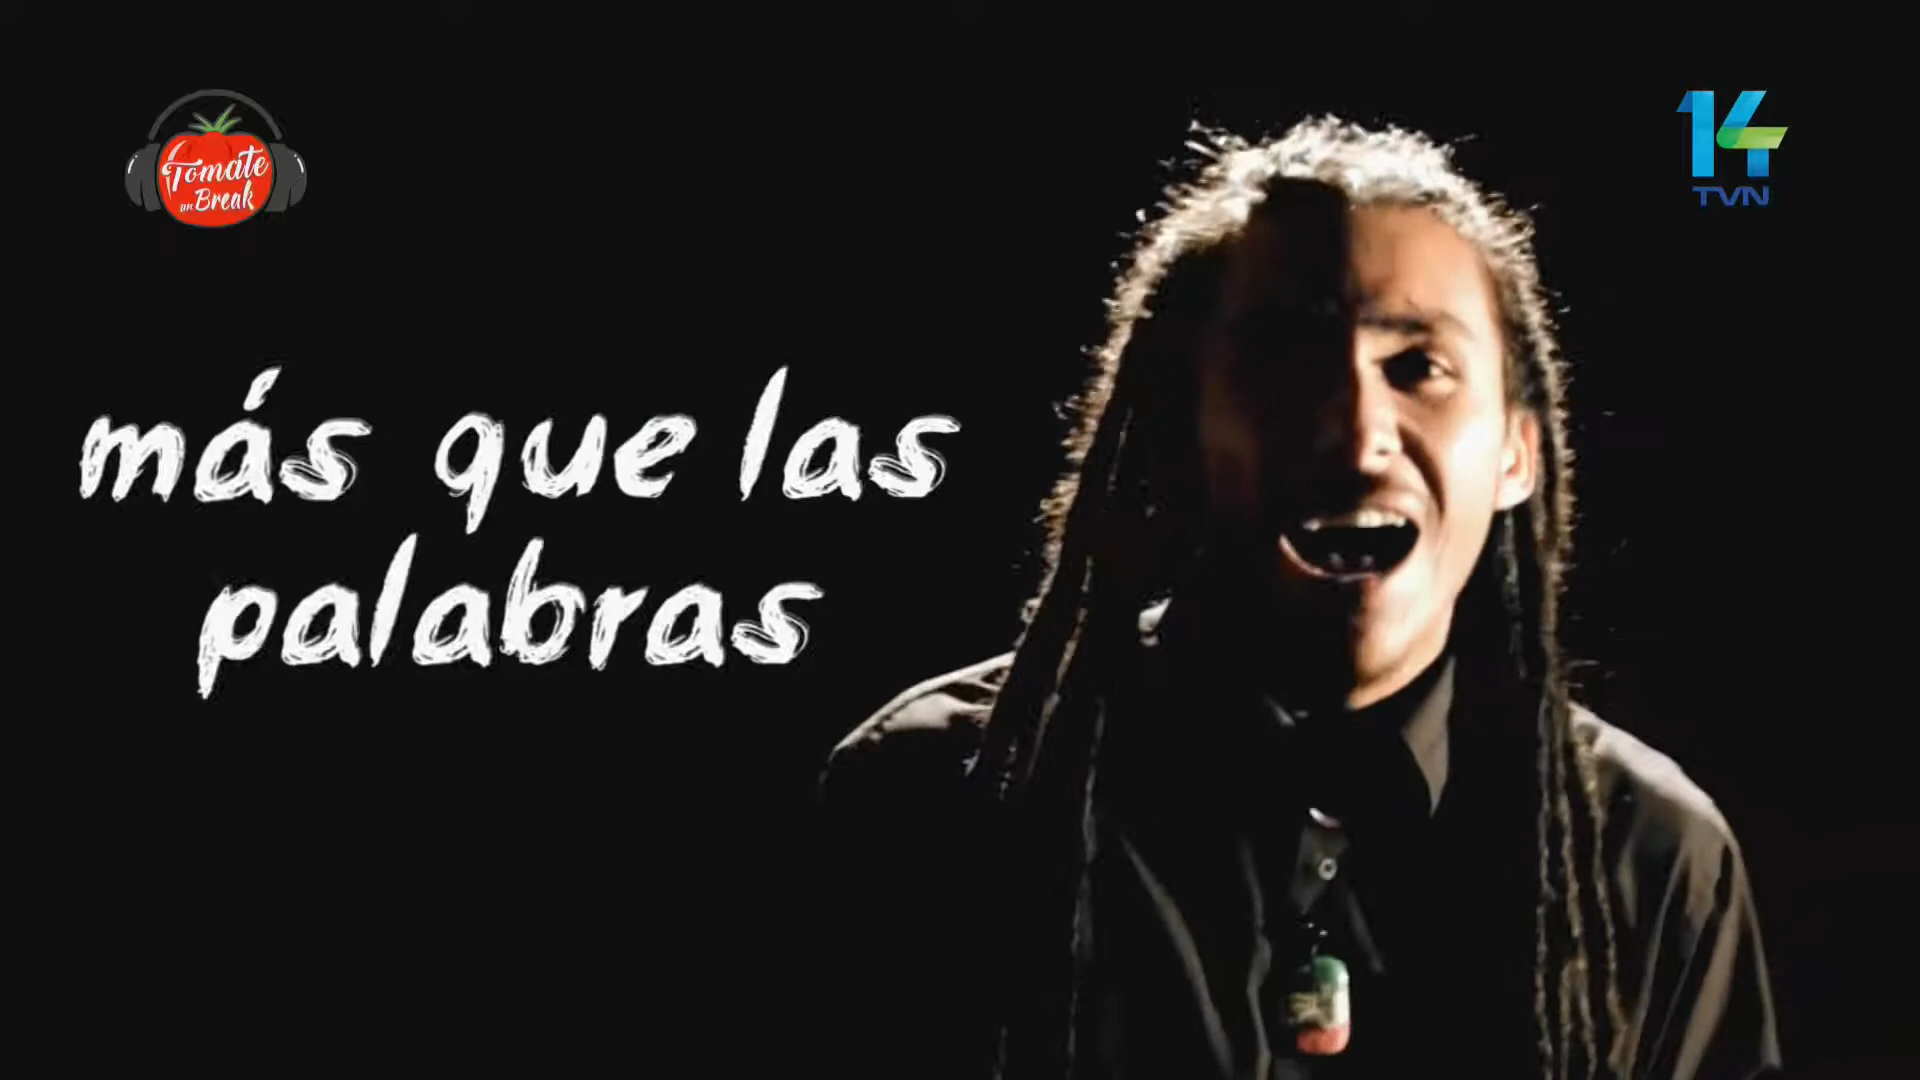 Tomate
un Break
14
TVN
más que las
palabras